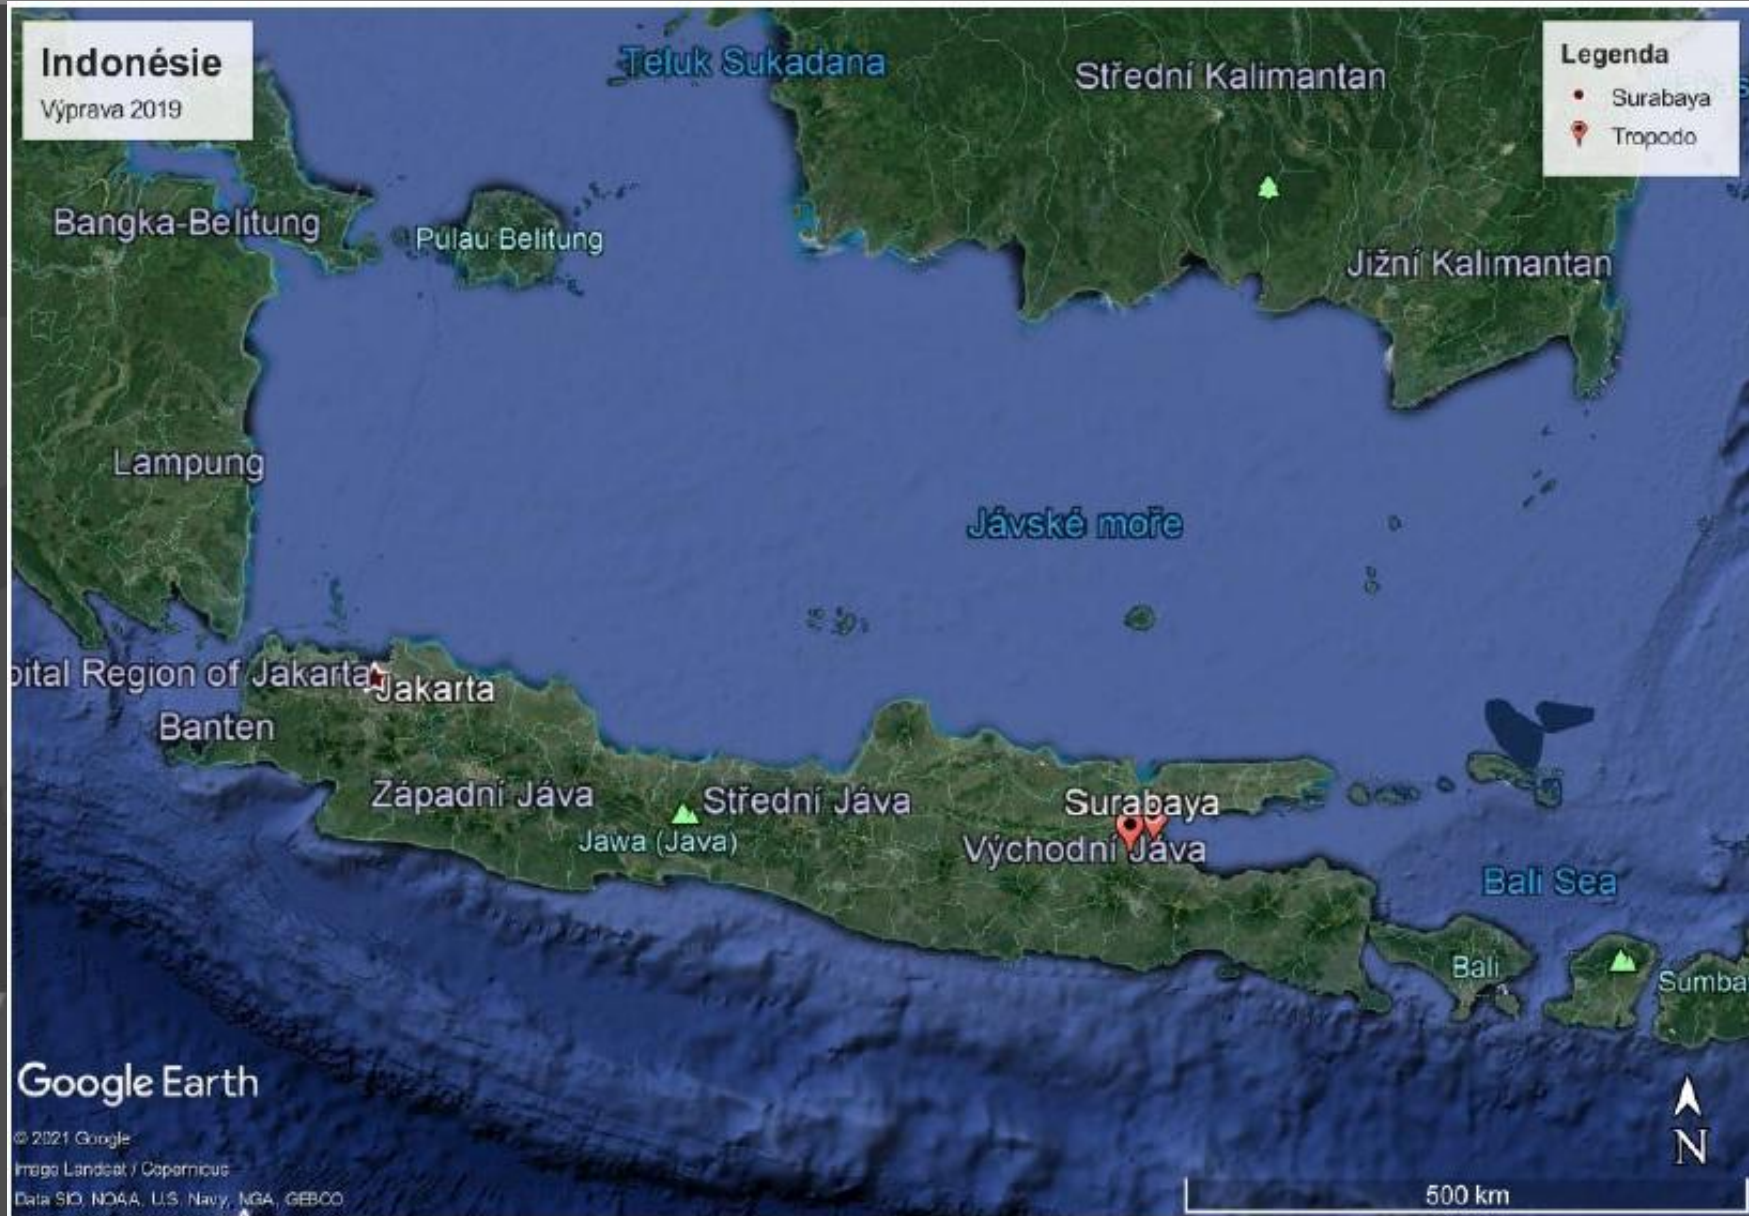 Indonésie
Výprava 2019
Legenda
Surabaya
Tropodo
Teluk Sukadana
Střední Kalimantan
Bangka-Belitung
Pulau Belitung
Jižní Kalimantan
Lampung
Jávské moře
pital Region of Jakarta
Jakarta
Banten
Západní Jáva
Střední Jáva
Surabaya
Jawa (Java)
Východní Jáva
Bali Sea
Bali
Sumba
Google Earth
© 2021 Google
Image Landsat / Copernicus
Data SIO, NOAA, U.S. Navy, NGA, GEBCO
N
500 km